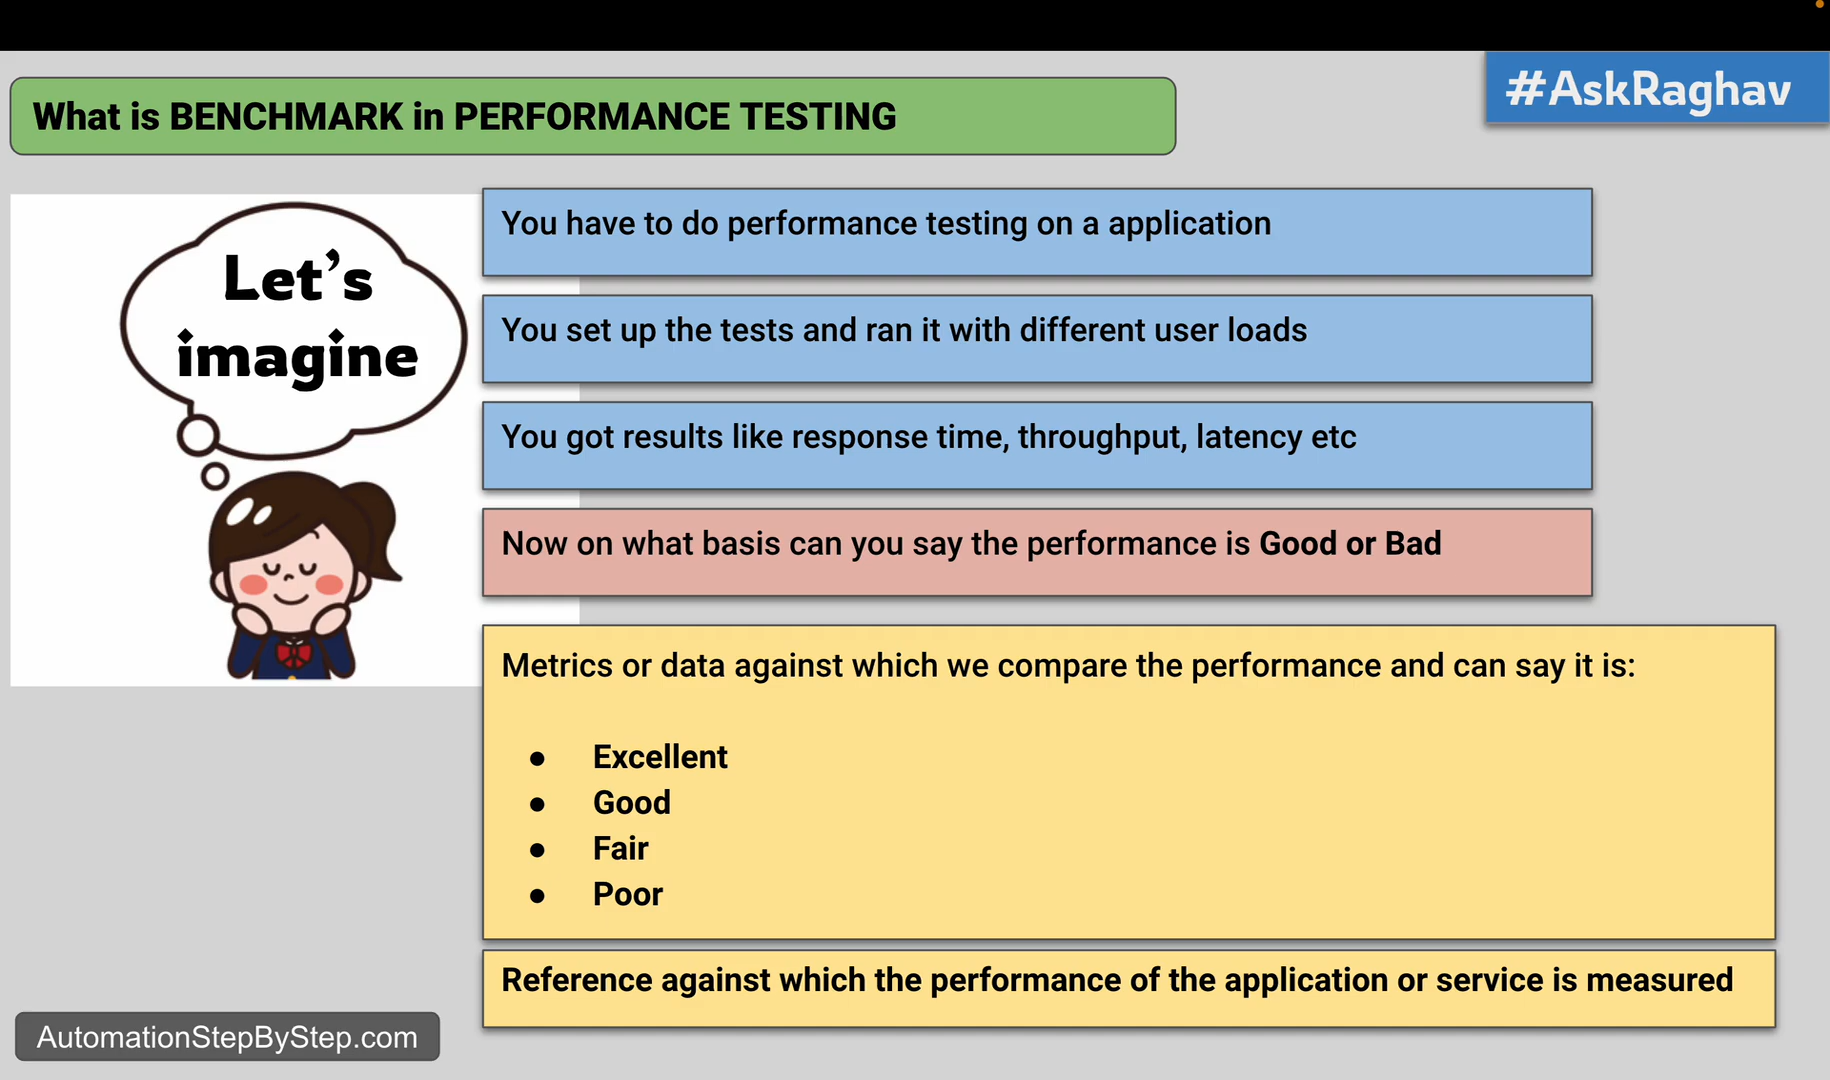 #AskRaghav
What is BENCHMARK in PERFORMANCE TESTING
Let's
imagine
You have to do performance testing on a application
You set up the tests and ran it with different user loads
You got results like response time, throughput, latency etc
Now on what basis can you say the performance is Good or Bad
Metrics or data against which we compare the performance and can say it is:
● Excellent
● Good
● Fair
● Poor
Reference against which the performance of the application or service is measured
AutomationStepByStep.com